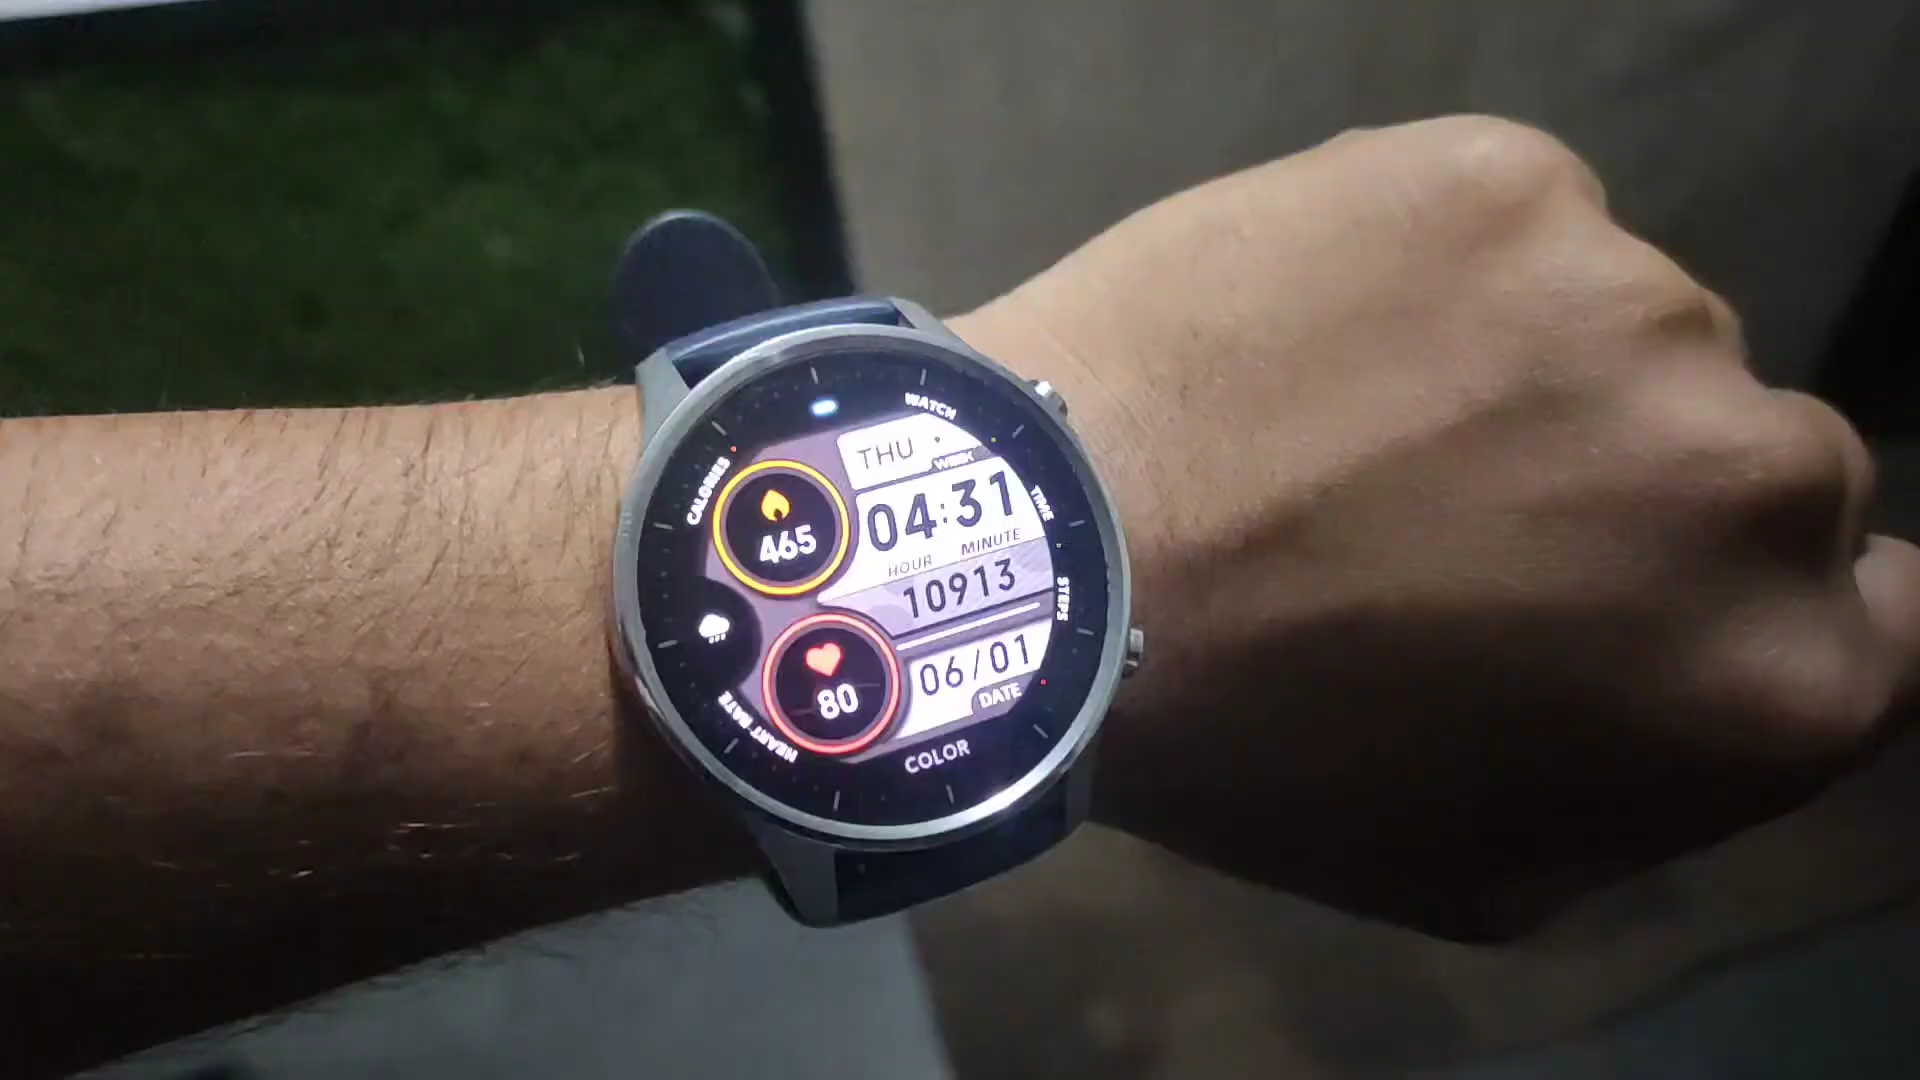 WATCH
THU
WEEK
CALORIES
465
04:31
HOUR MINUTE
TIME
10913
STEPS
80
HEART RATE
06/01
DATE
COLOR